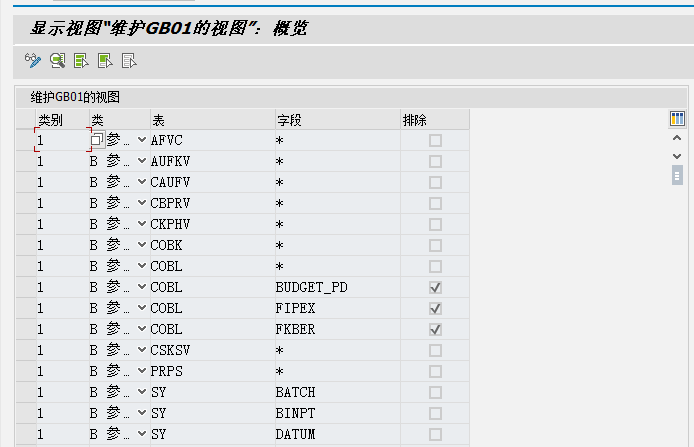 显示视图“维护GB01的视图”：概览
维护GB01的视图
类别 类 表 字段 排除
1 参… AFVC *
1 B 参… AUFKV *
1 B 参… CAUFV *
1 B 参… CBPRV *
1 B 参… CKPHV *
1 B 参… COBK *
1 B 参… COBL *
1 B 参… COBL BUDGET_PD
1 B 参… COBL FIPEX
1 B 参… COBL FKBER
1 B 参… CSKSV *
1 B 参… PRPS *
1 B 参… SY BATCH
1 B 参… SY BINPT
1 B 参… SY DATUM